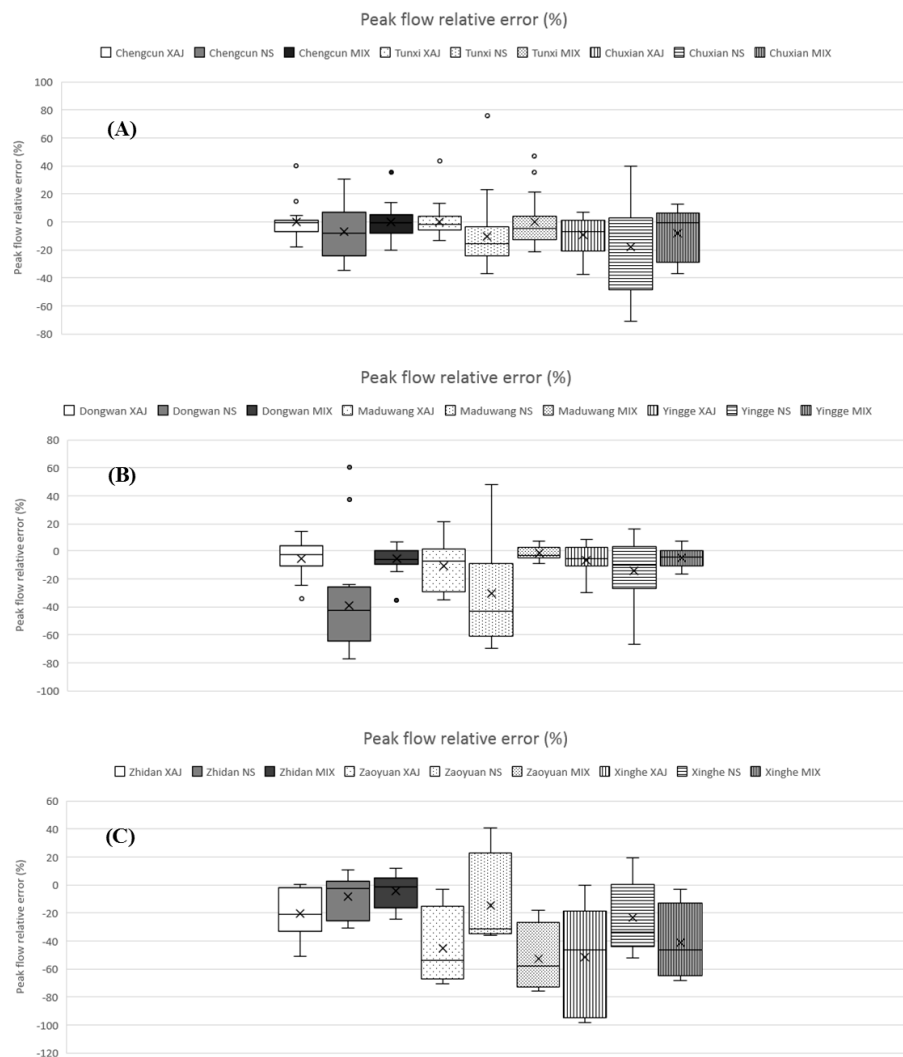 Peak flow relative error (%)
Chengcun XAJ Chengcun NS Chengcun MIX Tunxi XAJ Tunxi NS Tunxi MIX Chuxian XAJ Chuxian NS Chuxian MIX
Peak flow relative error (%)
100
80
60
40
20
0
-20
-40
-60
-80
(A)
Peak flow relative error (%)
Dongwan XAJ Dongwan NS Dongwan MIX Maduwang XAJ Maduwang NS Maduwang MIX Yingge XAJ Yingge NS Yingge MIX
Peak flow relative error (%)
80
60
40
20
0
-20
-40
-60
-80
-100
(B)
Peak flow relative error (%)
Zhidan XAJ Zhidan NS Zhidan MIX Zaoyuan XAJ Zaoyuan NS Zaoyuan MIX Xinghe XAJ Xinghe NS Xinghe MIX
Peak flow relative error (%)
60
40
20
0
-20
-40
-60
-80
-100
-120
(C)